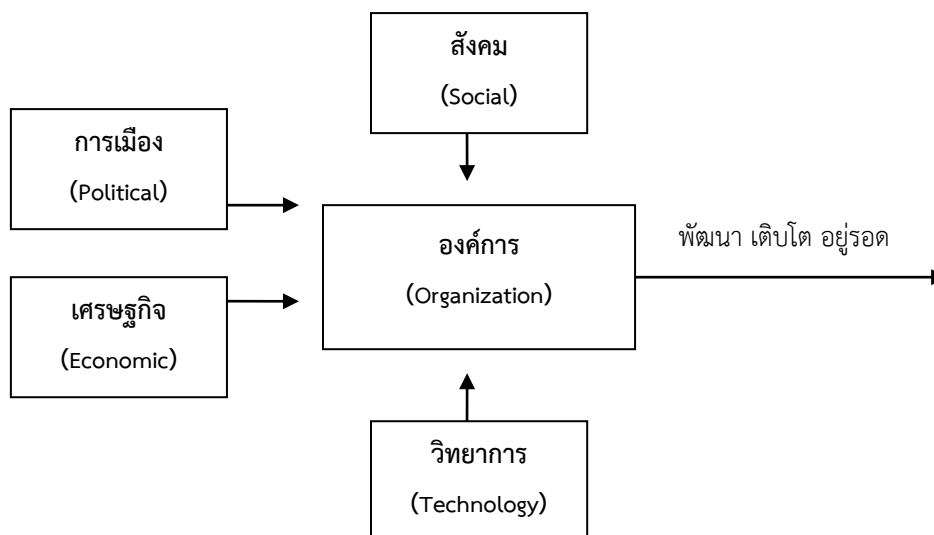 สังคม
(Social)
การเมือง
(Political)
องค์การ
(Organization)
พัฒนา เติบโต อยู่รอด
เศรษฐกิจ
(Economic)
วิทยาการ
(Technology)